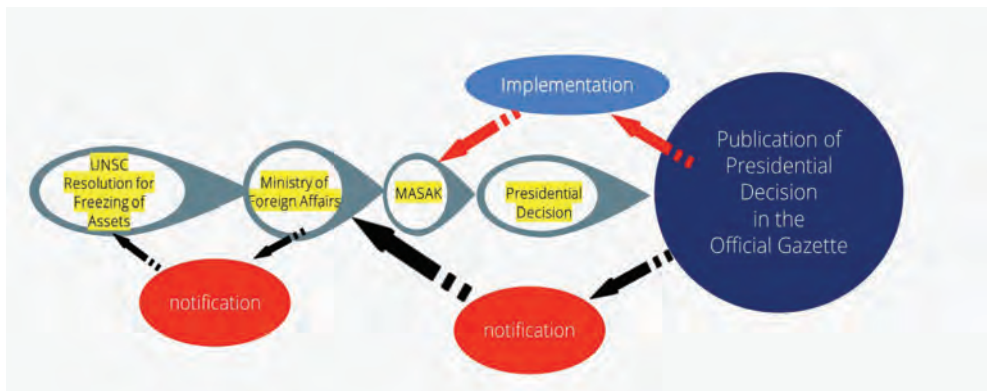 Implementation
UNSC
Resolution for
Freezing of
Assets
Ministry of
Foreign Affairs
MASAK
Presidential
Decision
Publication of
Presidential
Decision
in the
Official Gazette
notification
notification